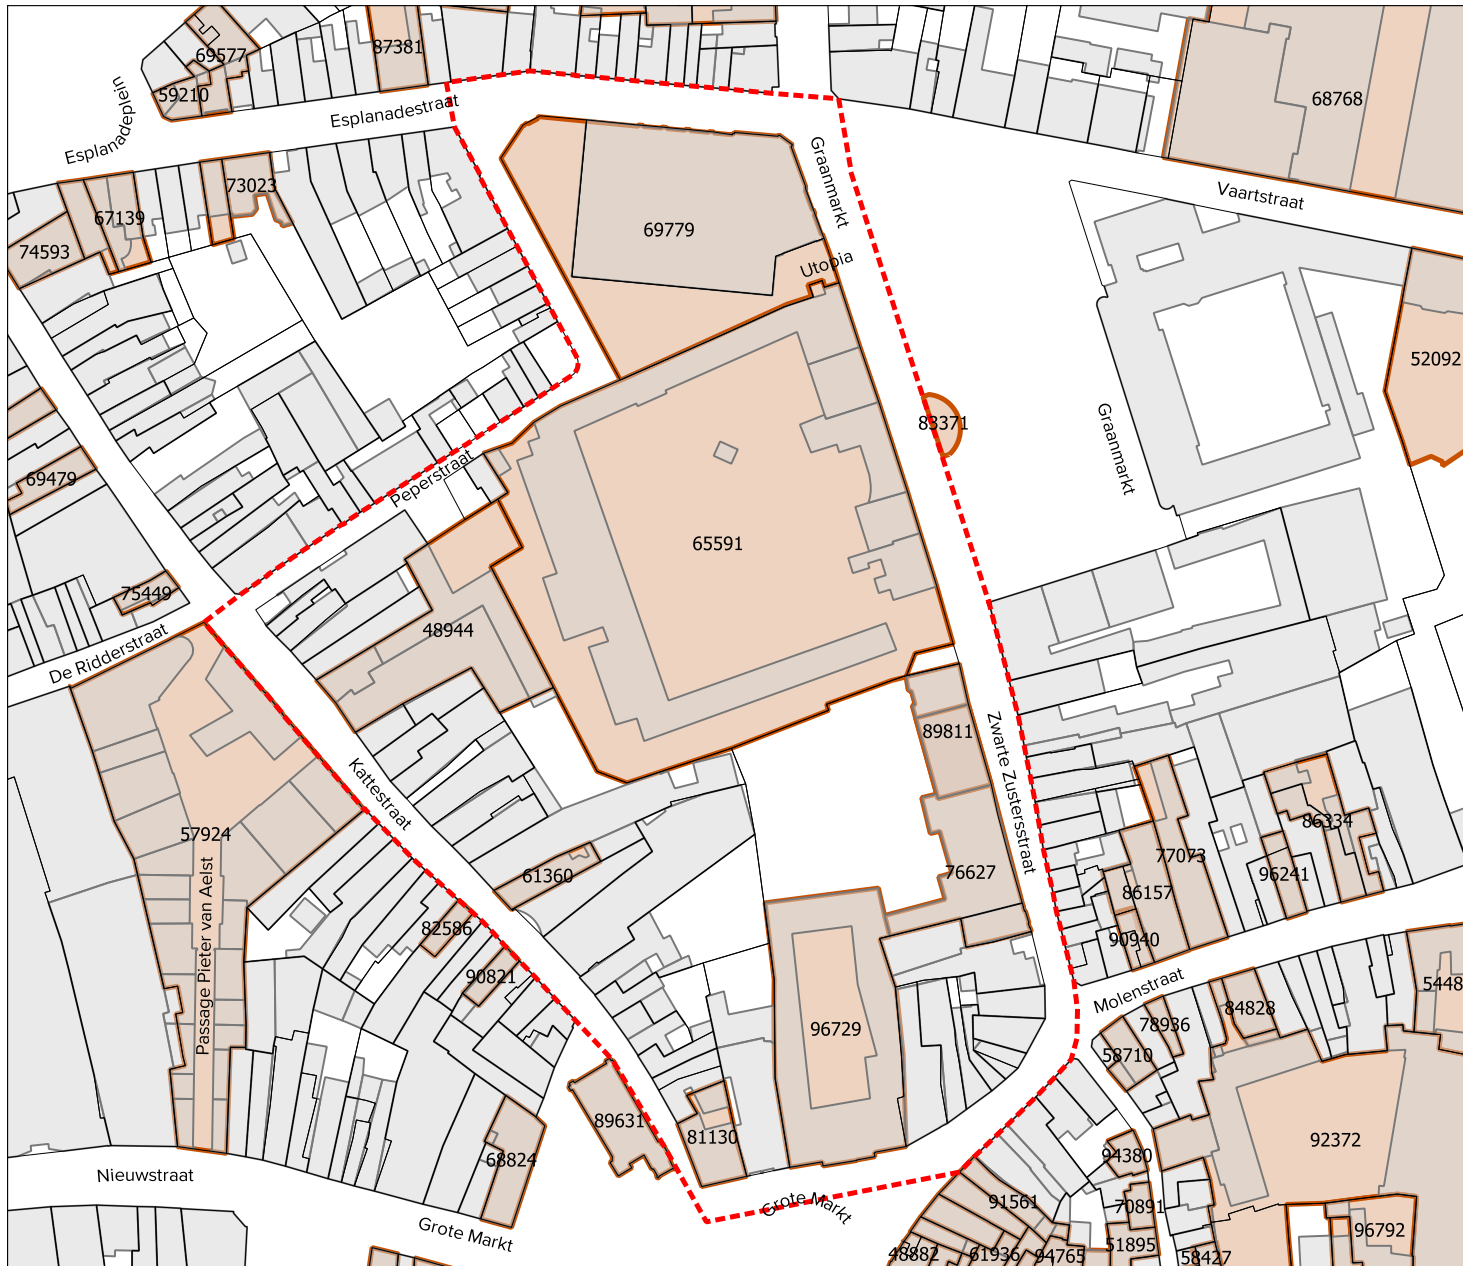 69577
87381
59210
Esplanadeplein
Esplanadestraat
68768
Graanmarkt
Vaartstraat
73023
67139
74593
69779
Utopia
52092
83371
Graanmarkt
69479
Peperstraat
65591
75449
48944
De Ridderstraat
89811
Zwarte Zustersstraat
Kattestraat
57924
Passage Pieter van Aelst
61360
76627
77073
86334
96241
86157
82586
90940
90821
Molenstraat
5448
96729
84828
78936
58710
89631
81130
68824
92372
94380
Nieuwstraat
Grote Markt
Grote Markt
91561
70891
96792
51895
48882
61936
94765
58427